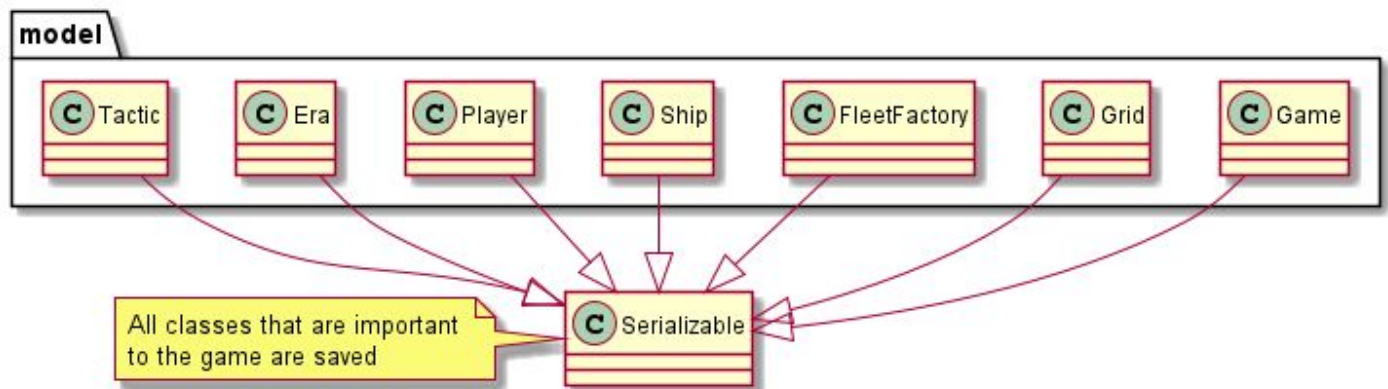 model
C Tactic
C Era
C Player
C Ship
C FleetFactory
C Grid
C Game
All classes that are important
to the game are saved
C Serializable